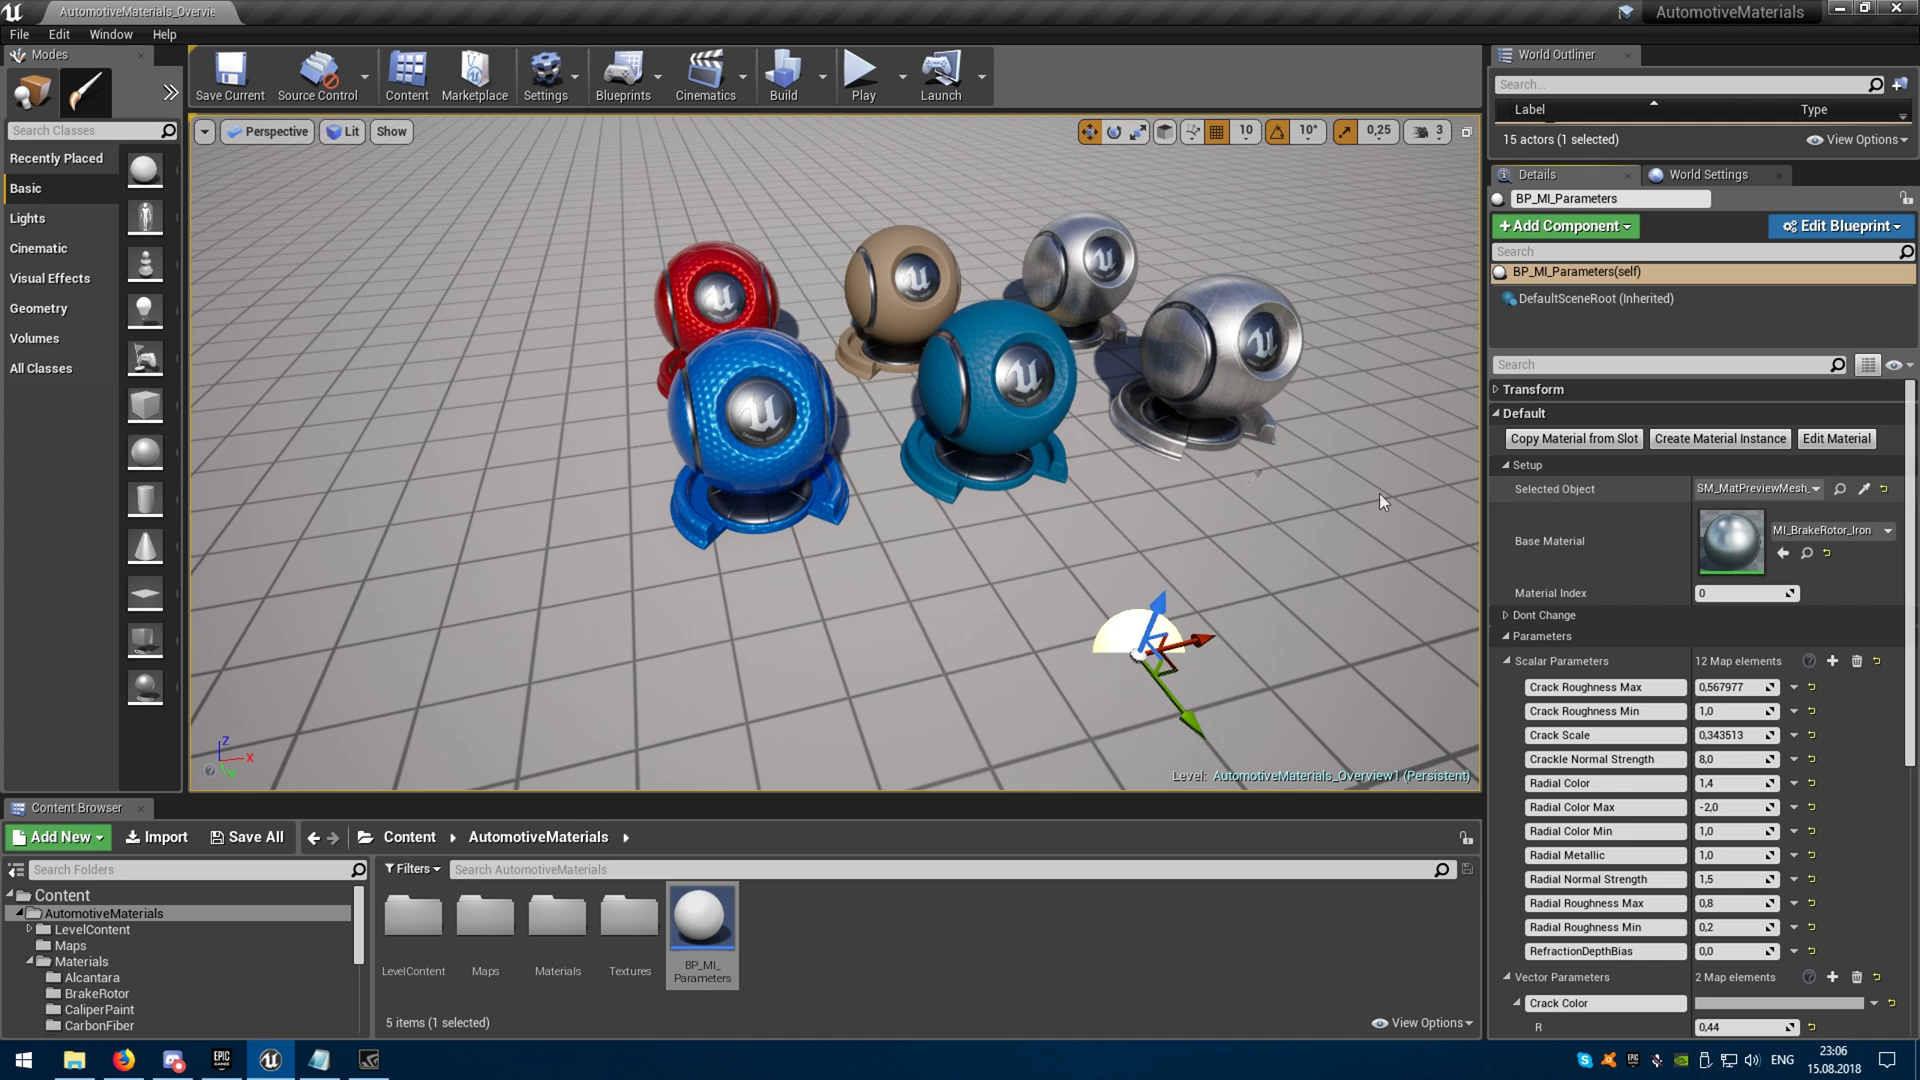 AutomotiveMaterials_Overvie
AutomotiveMaterials
File
Edit
Window
Help
Modes
Save Current
Source Control
Content
Marketplace
Settings
Blueprints
Cinematics
Build
Play
Launch
Search Classes
Recently Placed
Basic
Lights
Cinematic
Visual Effects
Geometry
Volumes
All Classes
Perspective
Lit
Show
10
10°
0,25
3
Z
X
Y
Level: AutomotiveMaterials_Overview1 (Persistent)
World Outliner
Search...
Label
Type
15 actors (1 selected)
View Options
Details
World Settings
BP_MI_Parameters
+Add Component
Edit Blueprint
Search
BP_MI_Parameters(self)
DefaultSceneRoot (Inherited)
Search
Transform
Default
Copy Material from Slot
Create Material Instance
Edit Material
Setup
Selected Object
SM_MatPreviewMesh_
Base Material
MI_BrakeRotor_Iron
Material Index
0
Dont Change
Parameters
Scalar Parameters
12 Map elements
Crack Roughness Max
0,567977
Crack Roughness Min
1,0
Crack Scale
0,343513
Crackle Normal Strength
8,0
Radial Color
1,4
Radial Color Max
-2,0
Radial Color Min
1,0
Radial Metallic
1,0
Radial Normal Strength
1,5
Radial Roughness Max
0,8
Radial Roughness Min
0,2
RefractionDepthBias
0,0
Vector Parameters
2 Map elements
Crack Color
R
0,44
Content Browser
Add New
Import
Save All
Content
AutomotiveMaterials
Search Folders
Filters
Search AutomotiveMaterials
Content
AutomotiveMaterials
LevelContent
Maps
Materials
Alcantara
BrakeRotor
CaliperPaint
CarbonFiber
LevelContent
Maps
Materials
Textures
BP_MI_
Parameters
5 items (1 selected)
View Options
EPIC
GAMES
ENG
23:06
15.08.2018